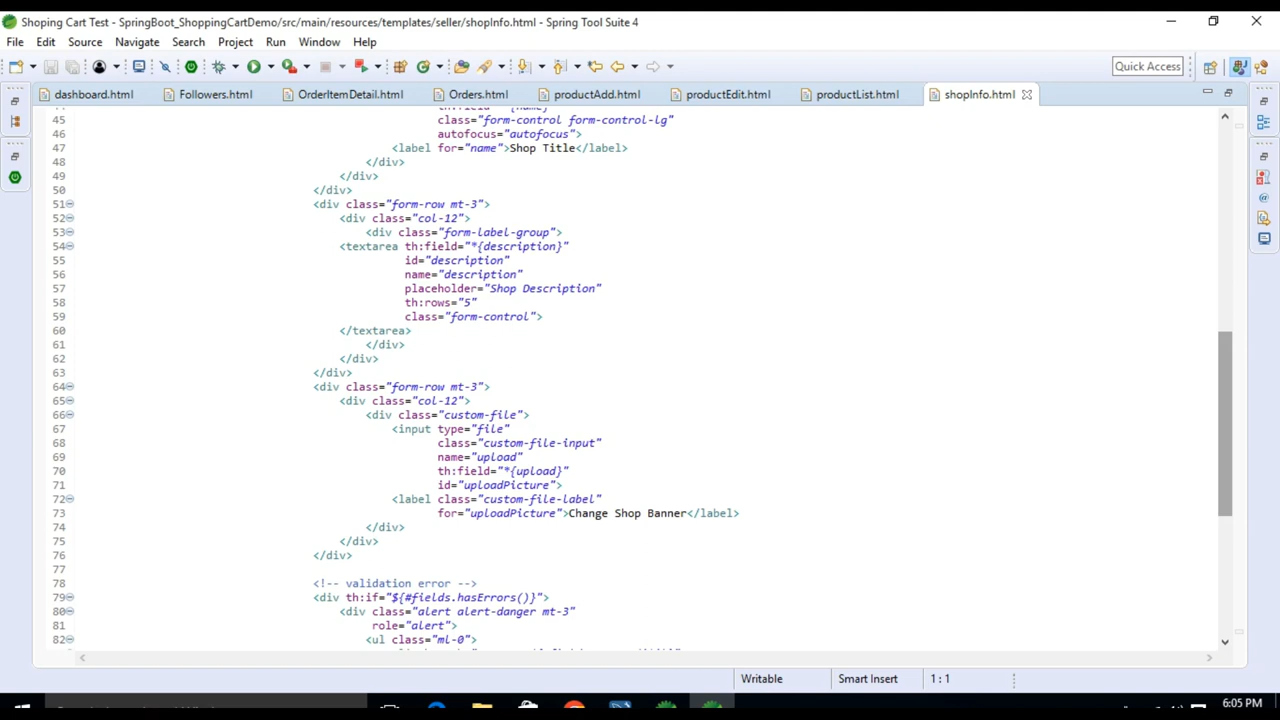 Shoping Cart Test - SpringBoot_ShoppingCartDemo/src/main/resources/templates/seller/shopInfo.html - Spring Tool Suite 4
File Edit Source Navigate Search Project Run Window Help
Quick Access
dashboard.html Followers.html OrderItemDetail.html Orders.html productAdd.html productEdit.html productList.html shopInfo.html
45 class="form-control form-control-lg"
46 autofocus="autofocus">
47 <label for="name">Shop Title</label>
48 </div>
49 </div>
50 </div>
51 <div class="form-row mt-3">
52 <div class="col-12">
53 <div class="form-label-group">
54 <textarea th:field="*{description}"
55 id="description"
56 name="description"
57 placeholder="Shop Description"
58 th:rows="5"
59 class="form-control">
60 </textarea>
61 </div>
62 </div>
63 </div>
64 <div class="form-row mt-3">
65 <div class="col-12">
66 <div class="custom-file">
67 <input type="file"
68 class="custom-file-input"
69 name="upload"
70 th:field="*{upload}"
71 id="uploadPicture">
72 <label class="custom-file-label"
73 for="uploadPicture">Change Shop Banner</label>
74 </div>
75 </div>
76 </div>
77
78 <!-- validation error -->
79 <div th:if="${#fields.hasErrors()}">
80 <div class="alert alert-danger mt-3"
81 role="alert">
82 <ul class="ml-0">
Writable Smart Insert 1 : 1
6:05 PM